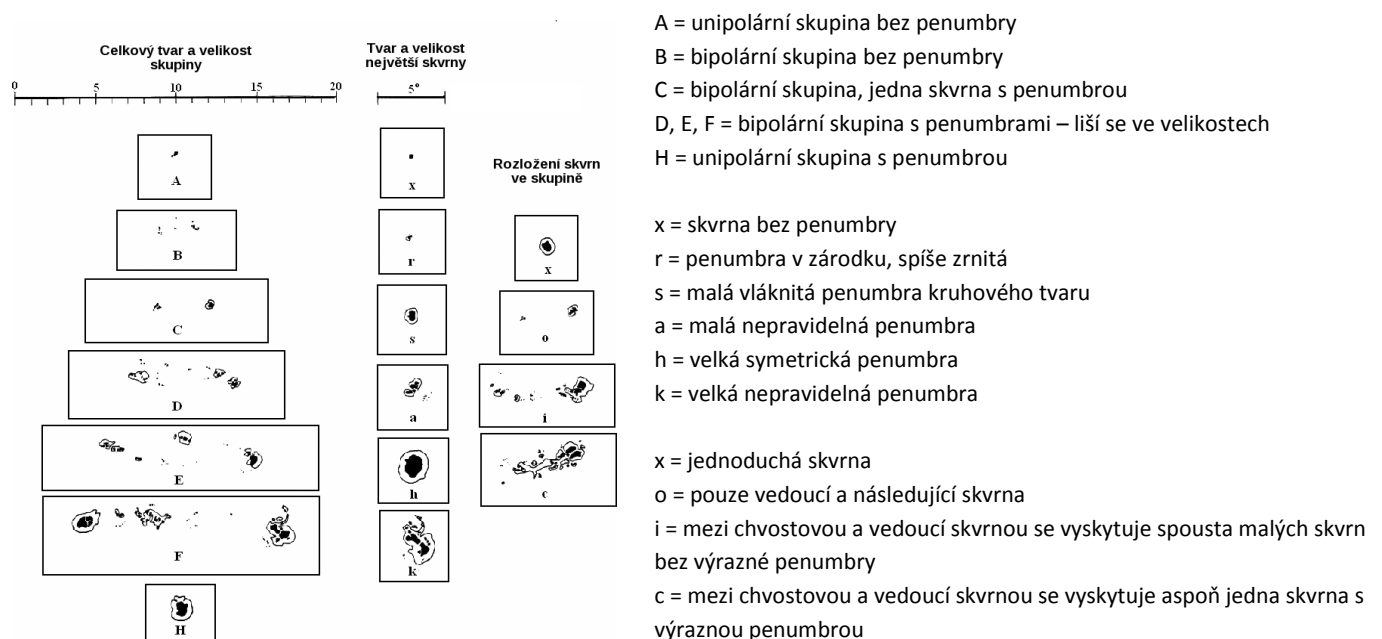 Celkový tvar a velikost
skupiny
0 5 10 15 20
A
B
C
D
E
F
H
Tvar a velikost
největší skvrny
5°
x
r
s
a
h
k
Rozložení skvrn
ve skupině
x
o
i
c
A = unipolární skupina bez penumbry
B = bipolární skupina bez penumbry
C = bipolární skupina, jedna skvrna s penumbrou
D, E, F = bipolární skupina s penumbrami – liší se ve velikostech
H = unipolární skupina s penumbrou
x = skvrna bez penumbry
r = penumbra v zárodku, spíše zrnitá
s = malá vláknitá penumbra kruhového tvaru
a = malá nepravidelná penumbra
h = velká symetrická penumbra
k = velká nepravidelná penumbra
x = jednoduchá skvrna
o = pouze vedoucí a následující skvrna
i = mezi chvostovou a vedoucí skvrnou se vyskytuje spousta malých skvrn
bez výrazné penumbry
c = mezi chvostovou a vedoucí skvrnou se vyskytuje aspoň jedna skvrna s
výraznou penumbrou